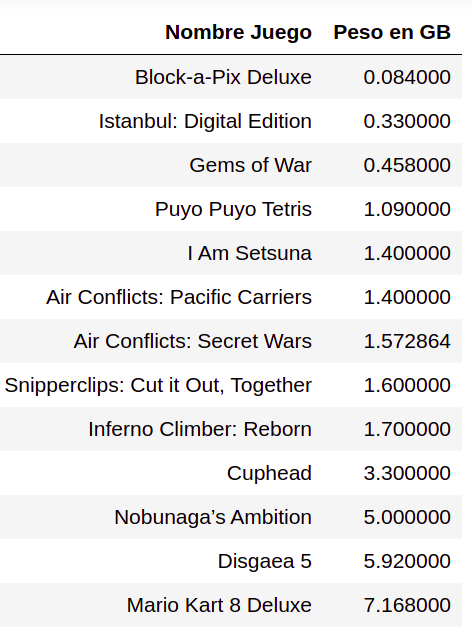 Nombre Juego Peso en GB
Block-a-Pix Deluxe 0.084000
Istanbul: Digital Edition 0.330000
Gems of War 0.458000
Puyo Puyo Tetris 1.090000
I Am Setsuna 1.400000
Air Conflicts: Pacific Carriers 1.400000
Air Conflicts: Secret Wars 1.572864
Snipperclips: Cut it Out, Together 1.600000
Inferno Climber: Reborn 1.700000
Cuphead 3.300000
Nobunaga’s Ambition 5.000000
Disgaea 5 5.920000
Mario Kart 8 Deluxe 7.168000